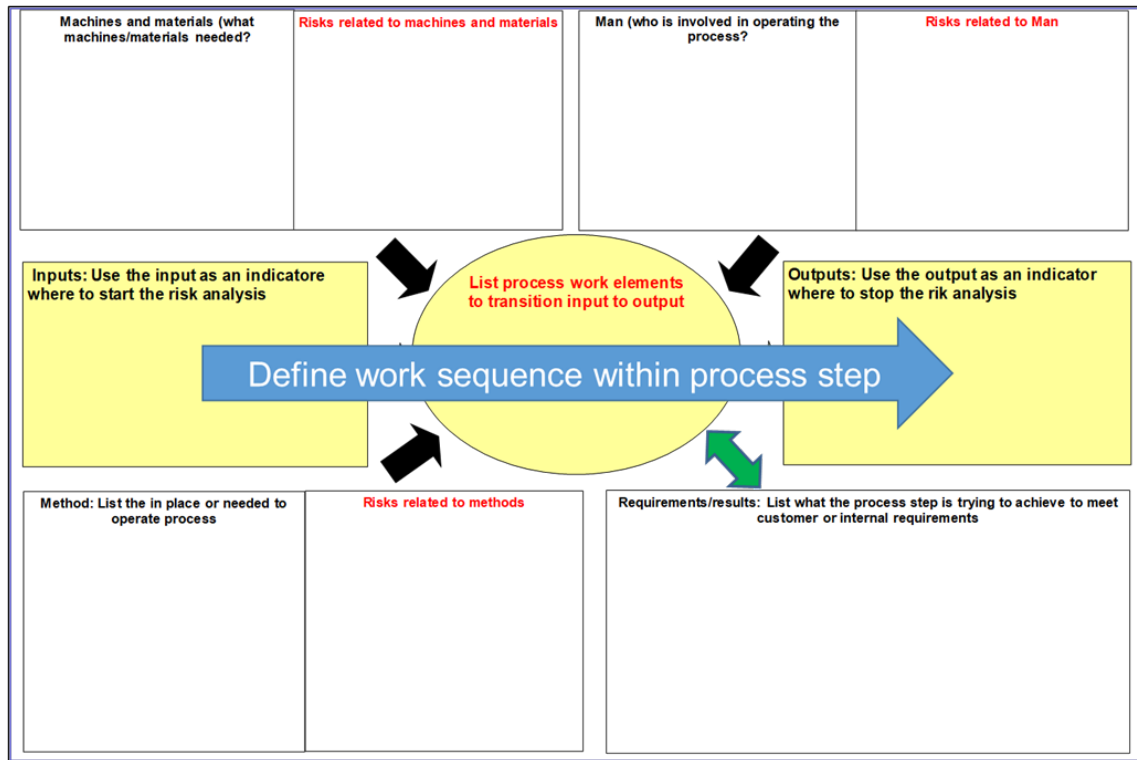 Machines and materials (what
machines/materials needed?
Risks related to machines and materials
Man (who is involved in operating the
process?
Risks related to Man
Inputs: Use the input as an indicatore
where to start the risk analysis
List process work elements
to transition input to output
Outputs: Use the output as an indicator
where to stop the rik analysis
Define work sequence within process step
Method: List the in place or needed to
operate process
Risks related to methods
Requirements/results: List what the process step is trying to achieve to meet
customer or internal requirements